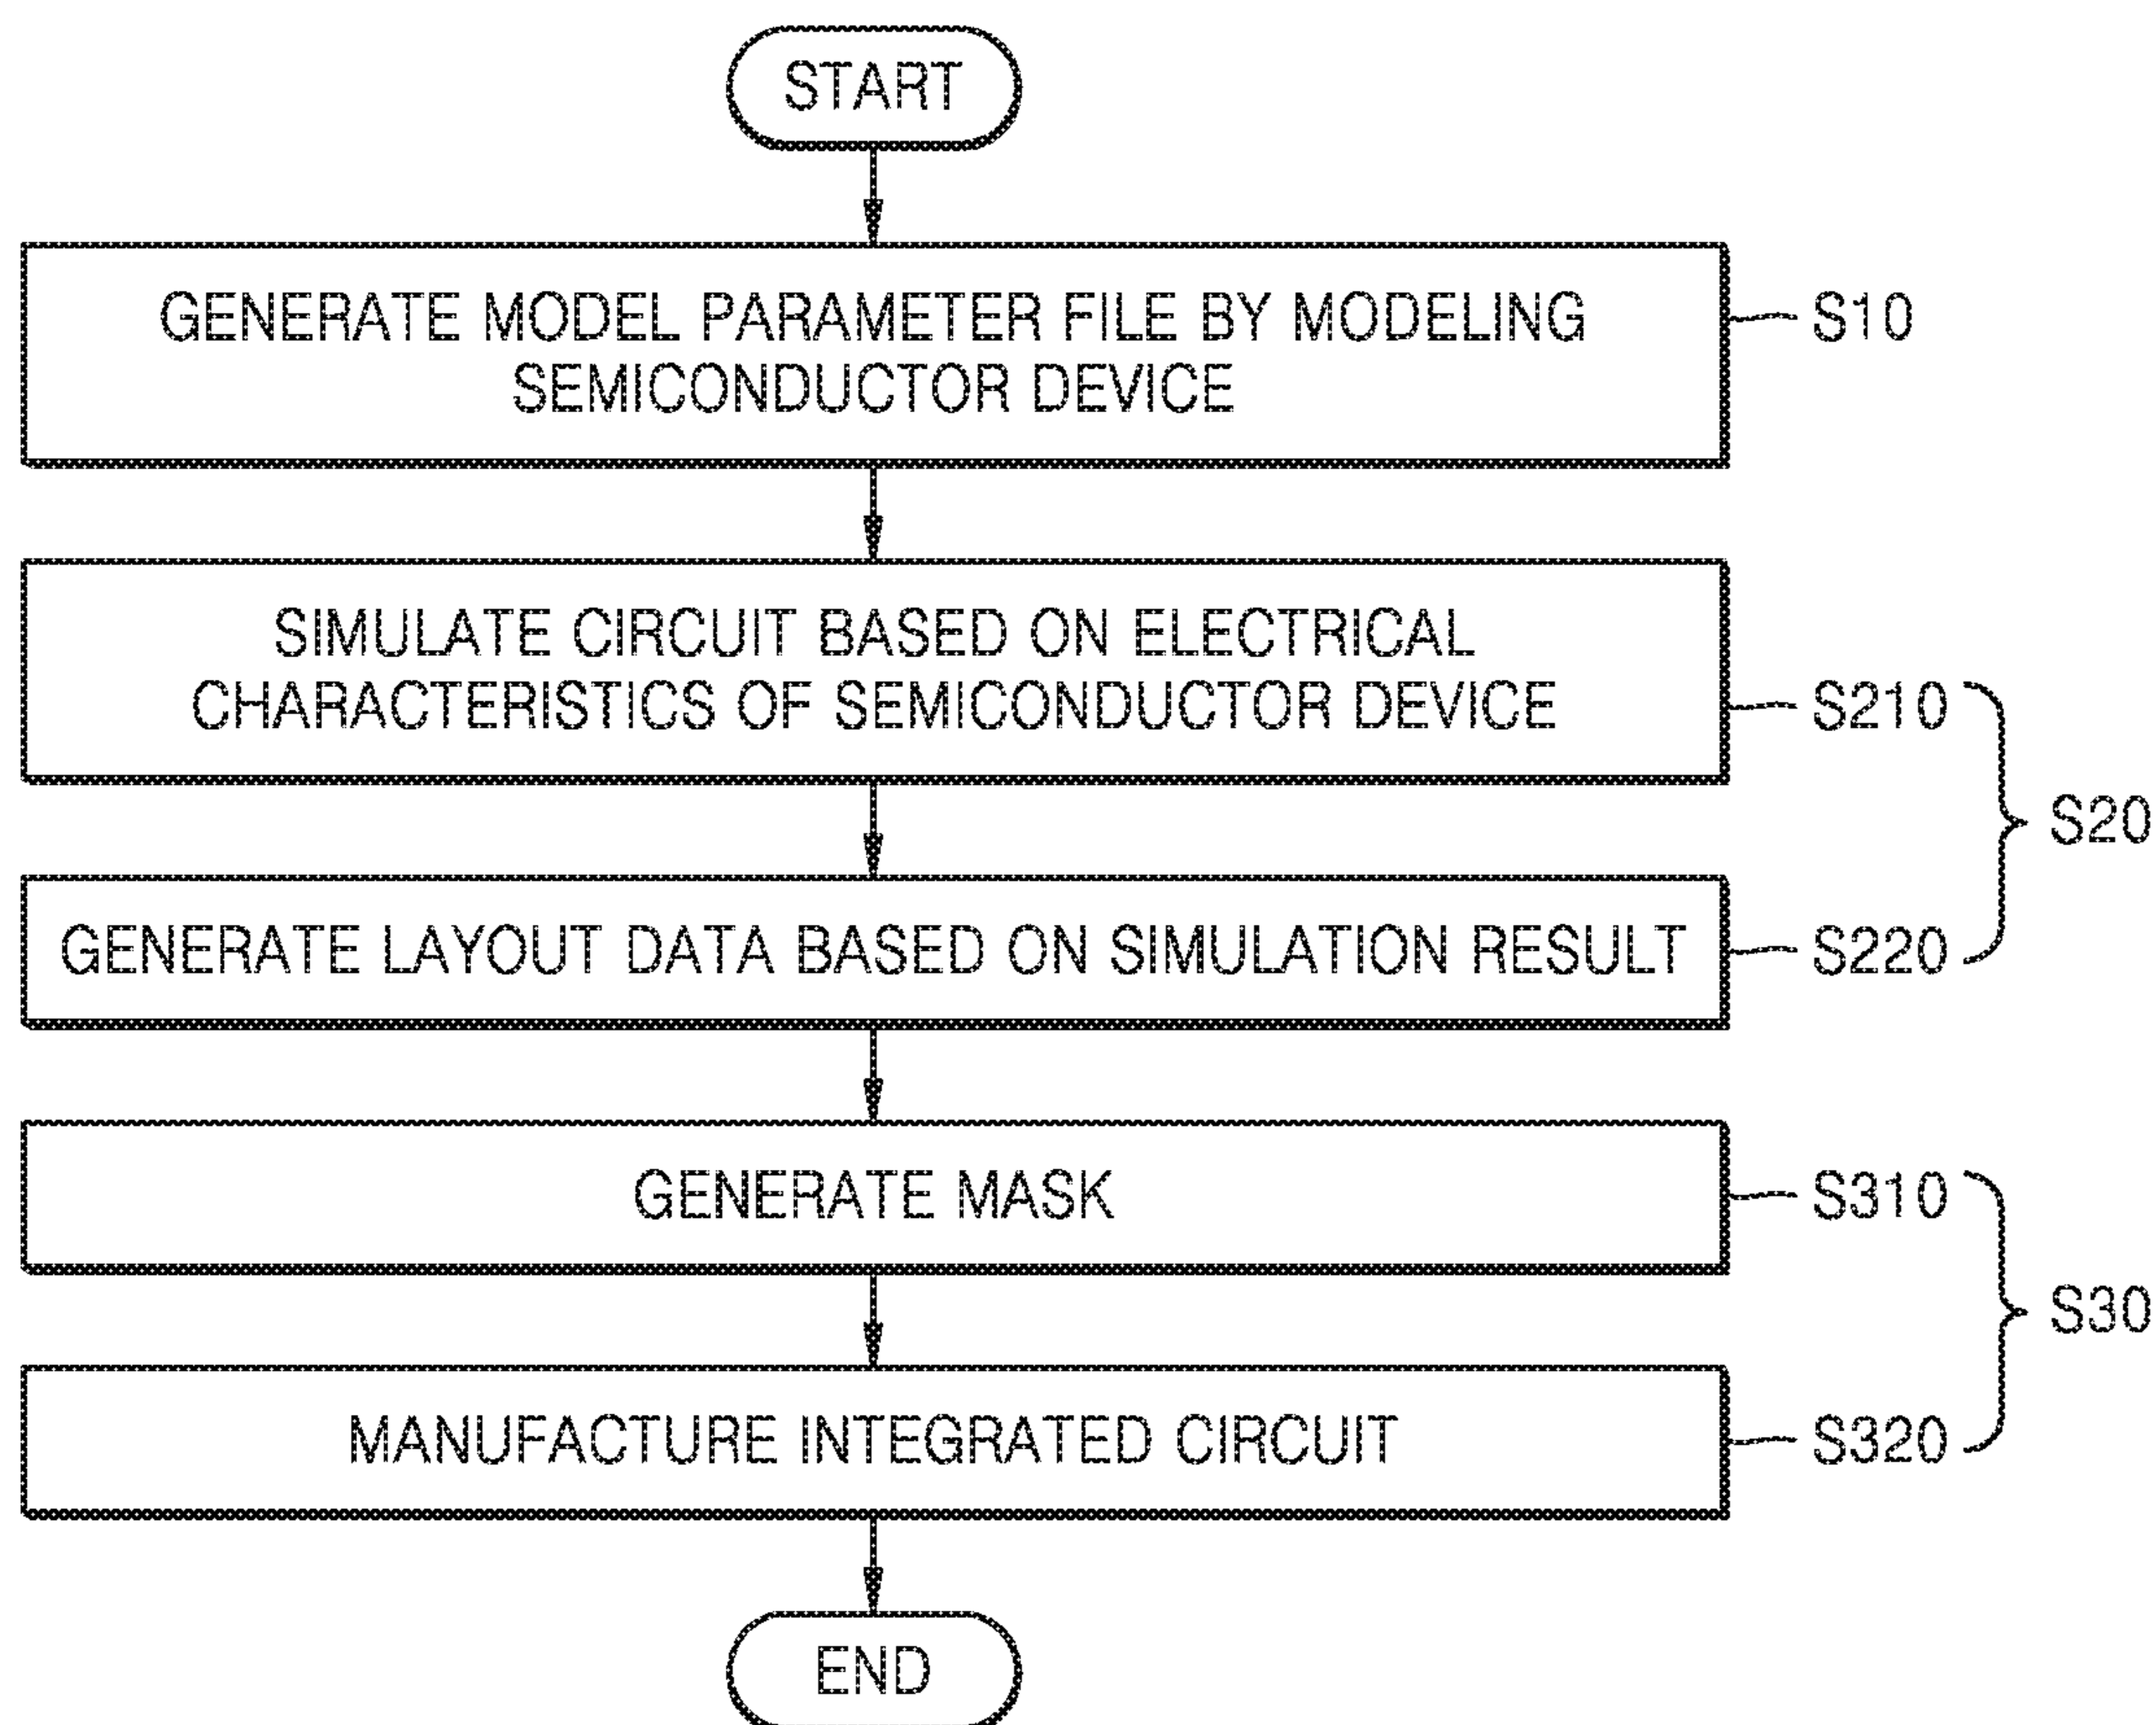 START
GENERATE MODEL PARAMETER FILE BY MODELING
SEMICONDUCTOR DEVICE
S10
SIMULATE CIRCUIT BASED ON ELECTRICAL
CHARACTERISTICS OF SEMICONDUCTOR DEVICE
S210
S20
GENERATE LAYOUT DATA BASED ON SIMULATION RESULT
S220
GENERATE MASK
S310
S30
MANUFACTURE INTEGRATED CIRCUIT
S320
END